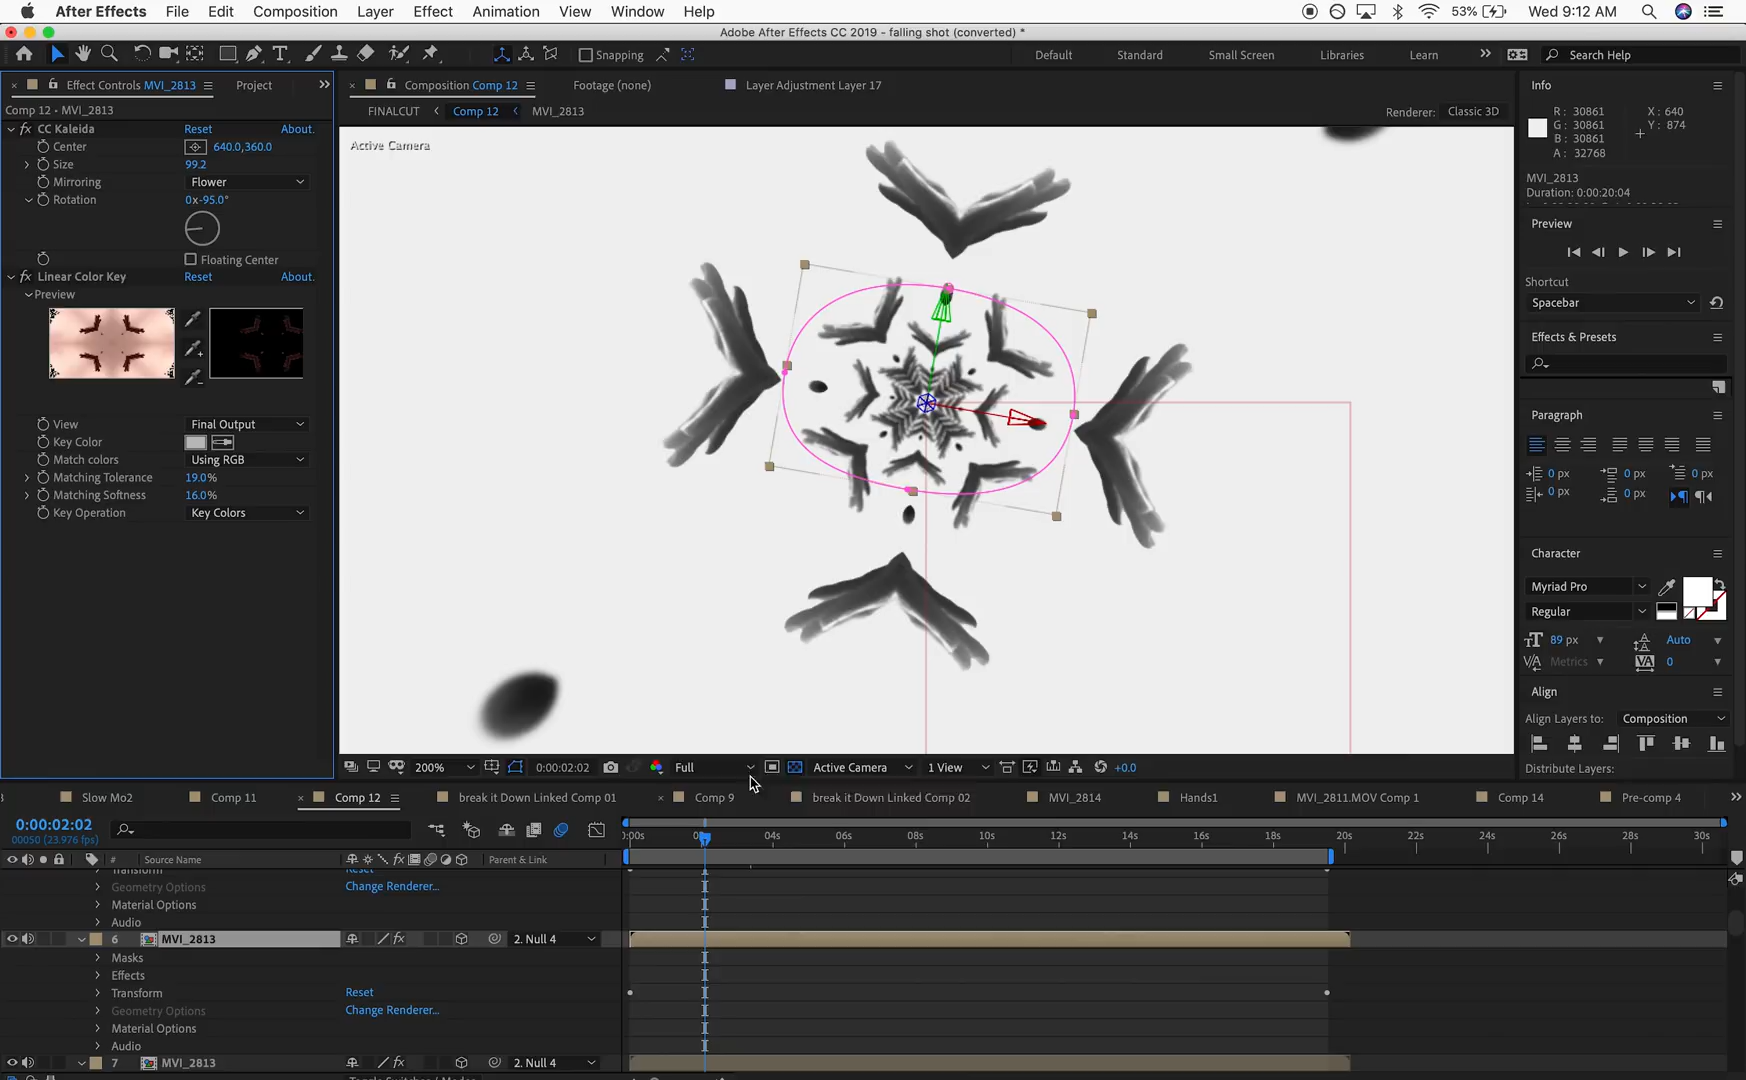 After Effects File Edit Composition Layer Effect Animation View Window Help 53% Wed 9:12 AM
Adobe After Effects CC 2019 - falling shot (converted) *
Snapping Default Standard Small Screen Libraries Learn Search Help
Effect Controls MVI_2813 Project Composition Comp 12 Footage (none) Layer Adjustment Layer 17 Info
Comp 12 • MVI_2813 FINALCUT Comp 12 MVI_2813 Renderer: Classic 3D
R : 30861 X : 640
G : 30861 Y : 874
B : 30861
A : 32768
fx CC Kaleida Reset About.
Center 640.0,360.0
Size 99.2
Mirroring Flower
Rotation 0x-95.0°
Floating Center
fx Linear Color Key Reset About.
Preview
View Final Output
Key Color
Match colors Using RGB
Matching Tolerance 19.0%
Matching Softness 16.0%
Key Operation Key Colors
Active Camera
MVI_2813
Duration: 0:00:20:04
Preview
Shortcut
Spacebar
Effects & Presets
Paragraph
0 px 0 px 0 px
0 px 0 px
Character
Myriad Pro
Regular
89 px Auto
Metrics 0
Align
Align Layers to: Composition
Distribute Layers:
200% 0:00:02:02 Full Active Camera 1 View +0.0
Slow Mo2 Comp 11 Comp 12 break it Down Linked Comp 01 Comp 9 break it Down Linked Comp 02 MVI_2814 Hands1 MVI_2811.MOV Comp 1 Comp 14 Pre-comp 4
0:00:02:02
00050 (23.976 fps)
:00s 04s 06s 08s 10s 12s 14s 16s 18s 20s 22s 24s 26s 28s 30s
# Source Name fx Parent & Link
Transform Reset
Geometry Options Change Renderer...
Material Options
Audio
6 MVI_2813 fx 2. Null 4
Masks
Effects
Transform Reset
Geometry Options Change Renderer...
Material Options
Audio
7 MVI_2813 fx 2. Null 4
Toggle Switches / Modes